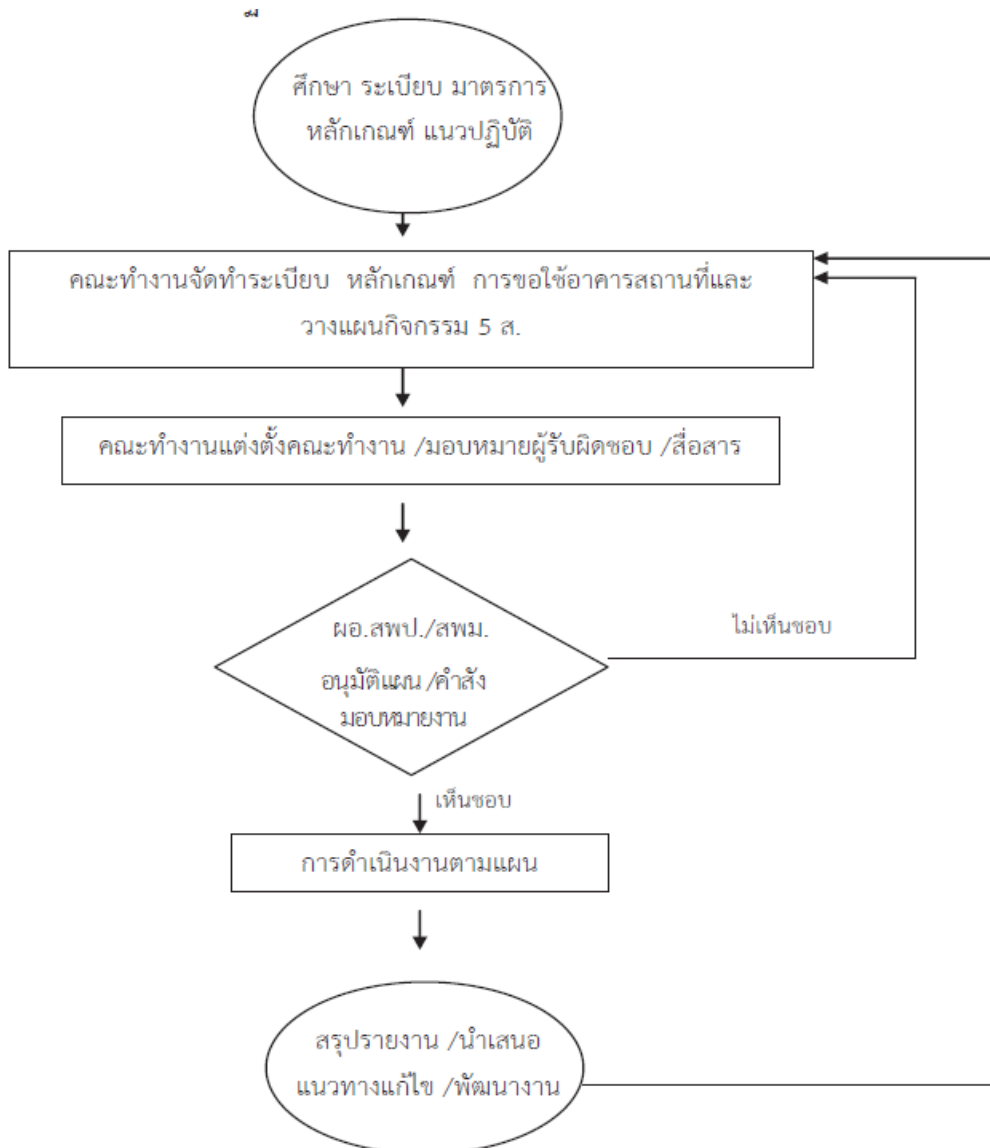 ศึกษา ระเบียบ มาตรการ
หลักเกณฑ์ แนวปฏิบัติ
คณะทำงานจัดทำระเบียบ หลักเกณฑ์ การขอใช้อาคารสถานที่และ
วางแผนกิจกรรม 5 ส.
คณะทำงานแต่งตั้งคณะทำงาน /มอบหมายผู้รับผิดชอบ /สื่อสาร
ผอ.สพป./สพม.
อนุมัติแผน /คำสั่ง
มอบหมายงาน
ไม่เห็นชอบ
เห็นชอบ
การดำเนินงานตามแผน
สรุปรายงาน /นำเสนอ
แนวทางแก้ไข /พัฒนางาน